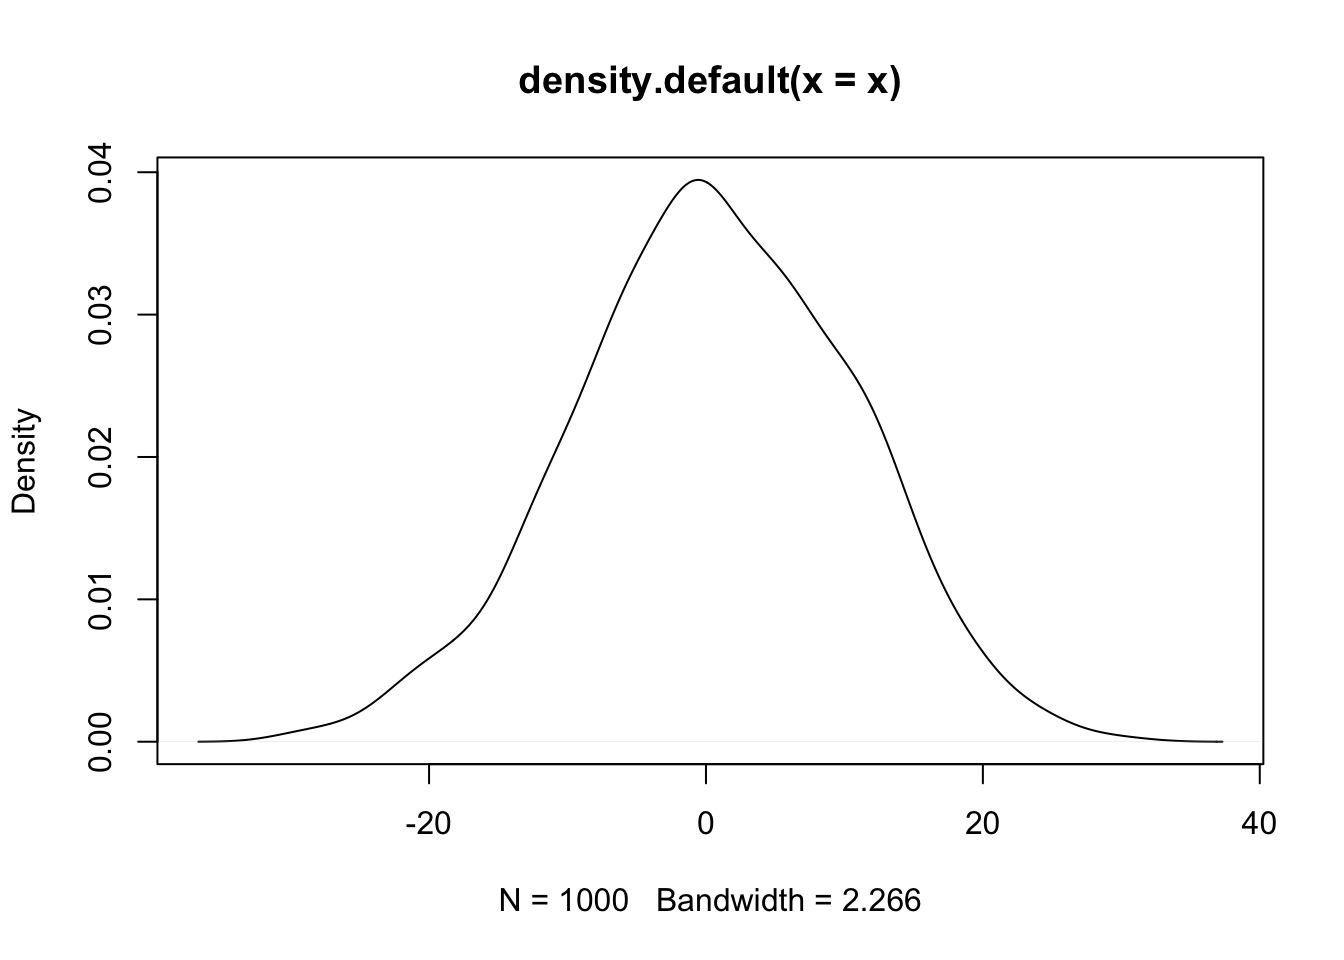 density.default(x = x)
Density
0.04
0.03
0.02
0.01
0.00
-20 0 20 40
N = 1000 Bandwidth = 2.266